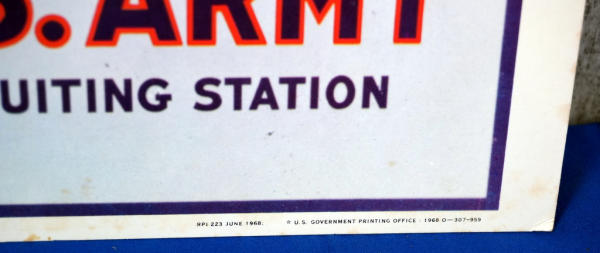 S. ARMY
UITING STATION
RPI 223 JUNE 1968. ☆ U.S. GOVERNMENT PRINTING OFFICE : 1968 O—307-959